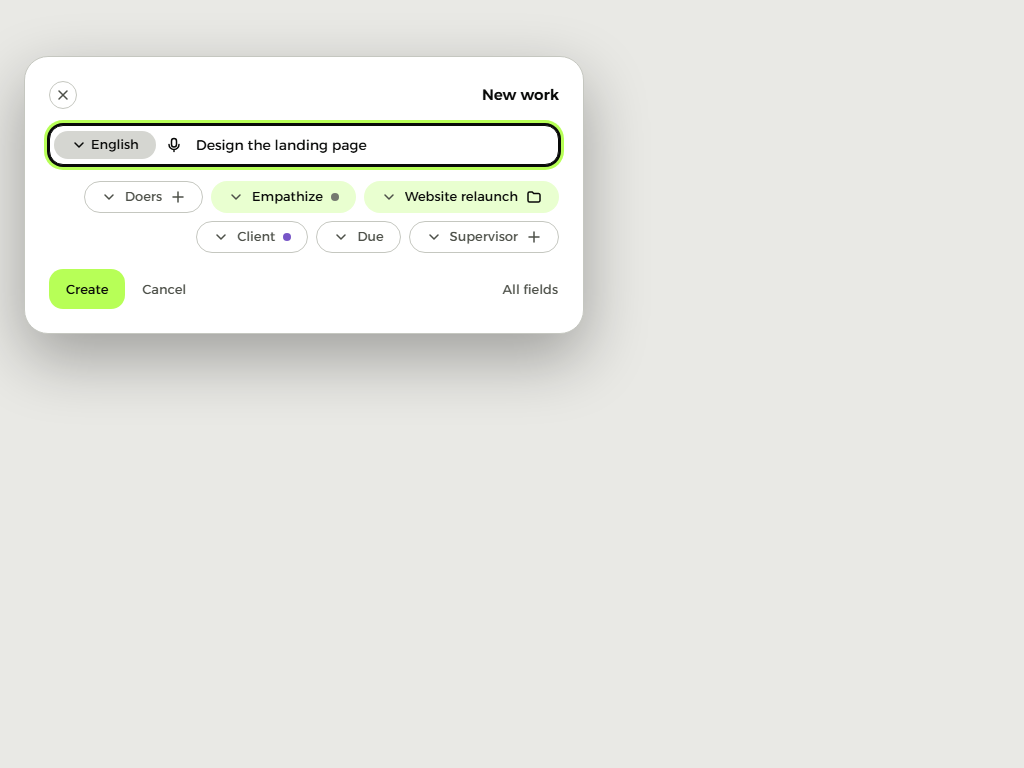 New work
English Design the landing page
Doers Empathize Website relaunch
Client Due Supervisor
Create Cancel All fields